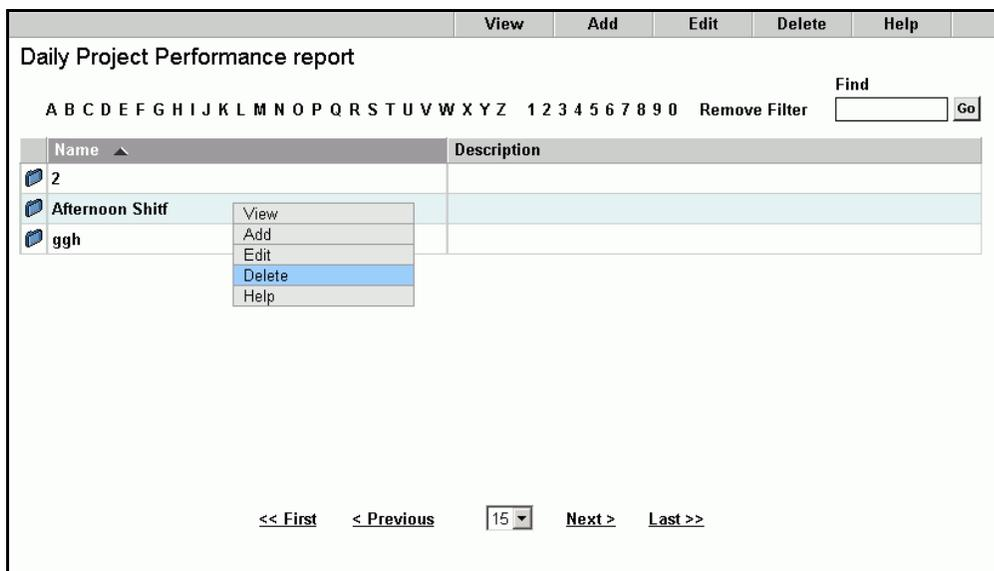 View Add Edit Delete Help
Daily Project Performance report
Find
A B C D E F G H I J K L M N O P Q R S T U V W X Y Z 1 2 3 4 5 6 7 8 9 0 Remove Filter Go
Name Description
2
Afternoon Shitf
ggh
View
Add
Edit
Delete
Help
<< First < Previous 15 Next > Last >>